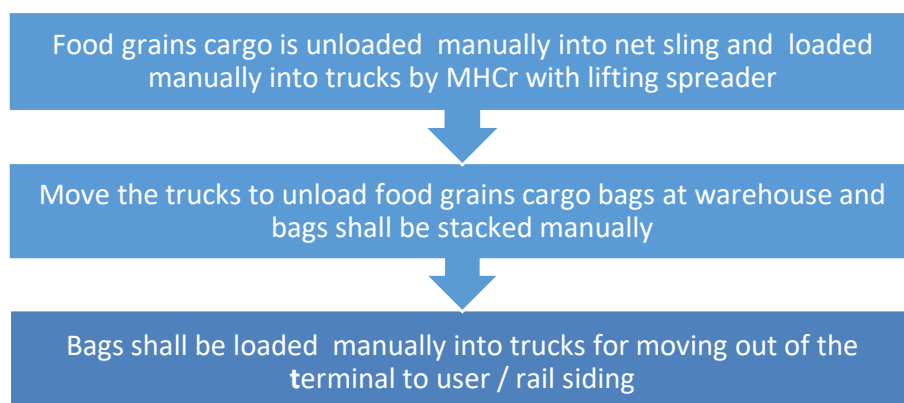 Food grains cargo is unloaded  manually into net sling and  loaded
manually into trucks by MHCr with lifting spreader
Move the trucks to unload food grains cargo bags at warehouse and
bags shall be stacked manually
Bags shall be loaded  manually into trucks for moving out of the
terminal to user / rail siding